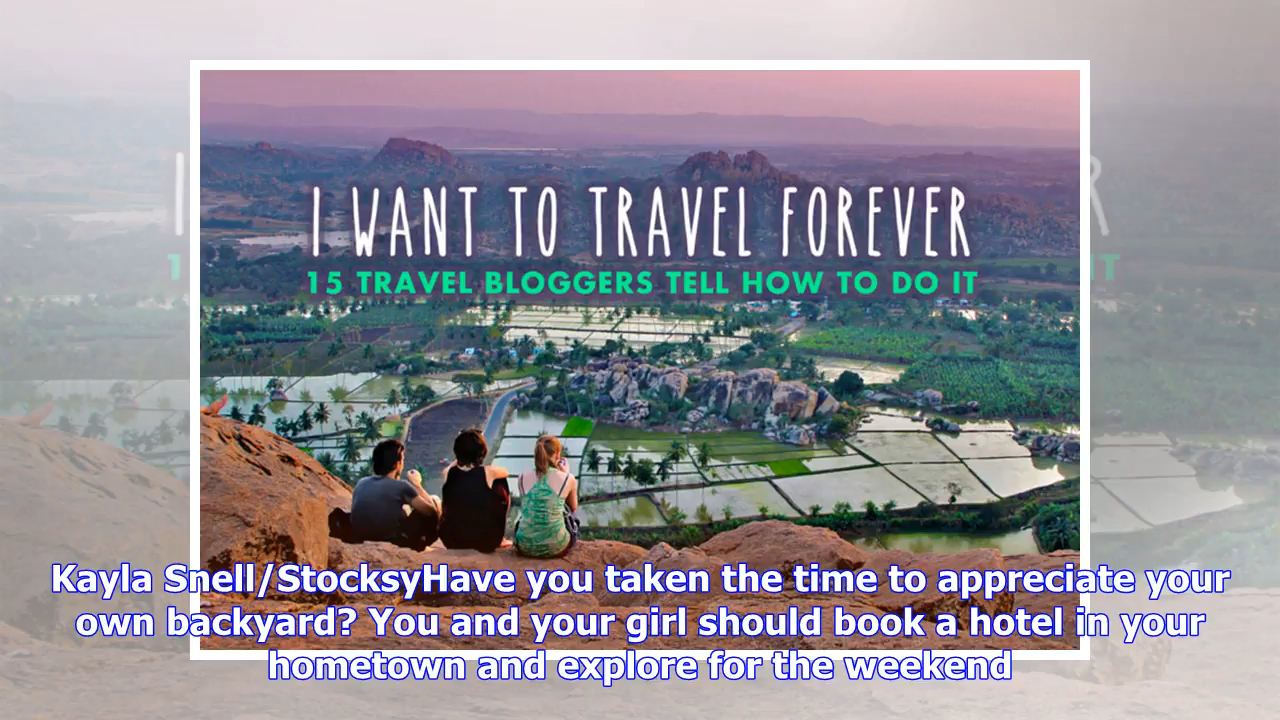 I WANT TO TRAVEL FOREVER
15 TRAVEL BLOGGERS TELL HOW TO DO IT
Kayla Snell/StocksyHave you taken the time to appreciate your
own backyard? You and your girl should book a hotel in your
hometown and explore for the weekend